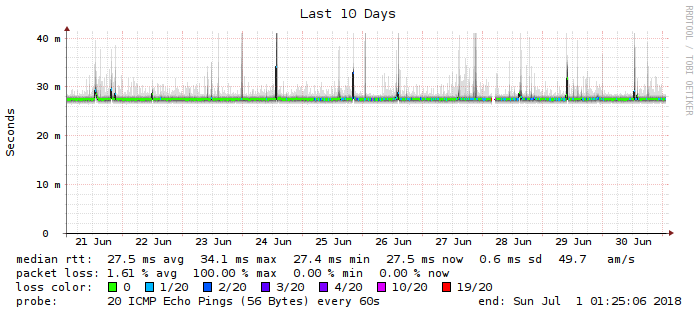 Last 10 Days
RRDTOOL / TOBI OETIKER
Seconds
40 m
30 m
20 m
10 m
0
21 Jun 22 Jun 23 Jun 24 Jun 25 Jun 26 Jun 27 Jun 28 Jun 29 Jun 30 Jun
median rtt: 27.5 ms avg 34.1 ms max 27.4 ms min 27.5 ms now 0.6 ms sd 49.7 am/s
packet loss: 1.61 % avg 100.00 % max 0.00 % min 0.00 % now
loss color: 0 1/20 2/20 3/20 4/20 10/20 19/20
probe: 20 ICMP Echo Pings (56 Bytes) every 60s end: Sun Jul 1 01:25:06 2018